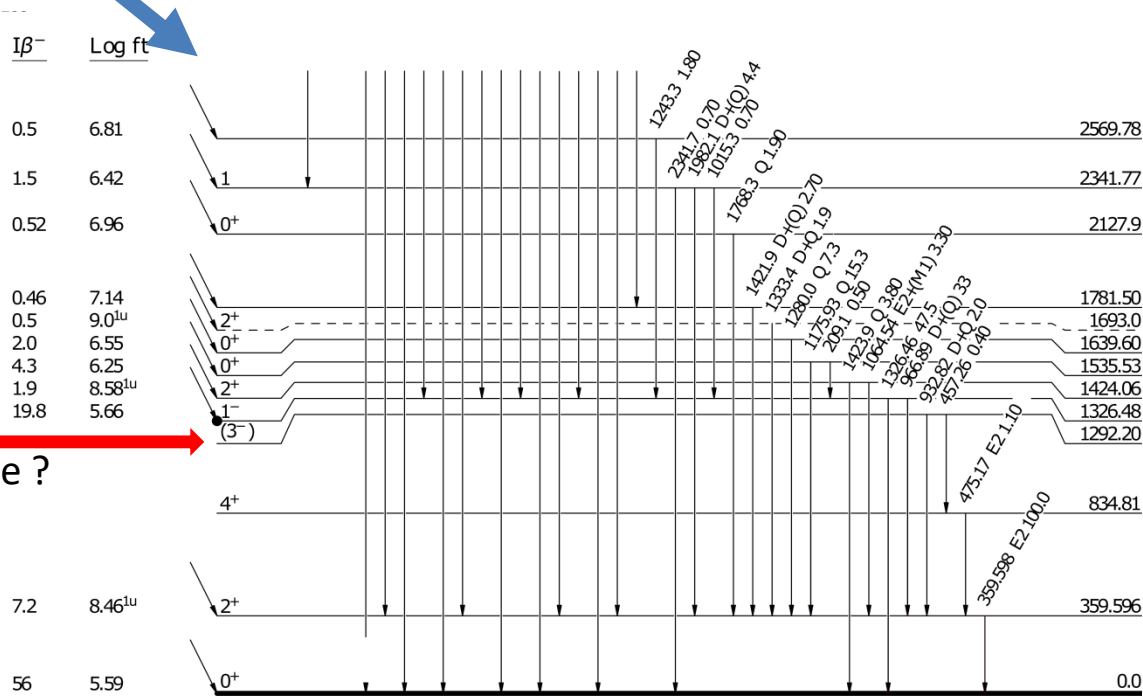 Iβ⁻ Log ft
1243.3 1.80
2341.7 0.70
1982.1 D+(Q) 4.4
1015.3 0.70
1768.3 Q 1.90
1421.9 D+(Q) 2.70
1333.4 D+Q 1.9
1280.0 Q 7.3
1175.93 Q 15.3
209.1 0.50
1423.9 Q 3.80
1064.54 E2+(M1) 3.30
1326.46 47.5
966.89 D+(Q) 33
932.82 D+Q 2.0
457.26 0.40
475.17 E2 1.10
359.598 E2 100.0
0.5 6.81 2569.78
1.5 6.42 1 2341.77
0.52 6.96 0⁺ 2127.9
0.46 7.14 1781.50
0.5 9.0¹ᵘ 2⁺ 1693.0
2.0 6.55 0⁺ 1639.60
4.3 6.25 0⁺ 1535.53
1.9 8.58¹ᵘ 2⁺ 1424.06
19.8 5.66 1⁻ 1326.48
(3⁻) 1292.20
e ?
4⁺ 834.81
7.2 8.46¹ᵘ 2⁺ 359.596
56 5.59 0⁺ 0.0